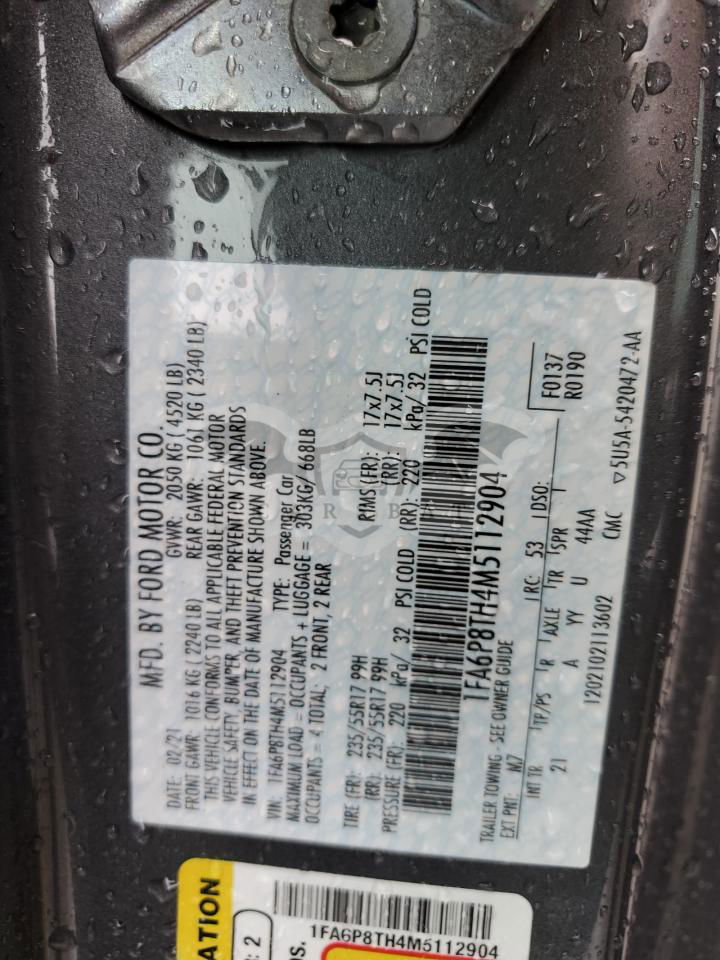 MFD. BY FORD MOTOR CO.
DATE: 02/21 GVWR: 2050 KG ( 4520 LB)
FRONT GAWR: 1016 KG ( 2240 LB) REAR GAWR: 1061 KG ( 2340 LB)
THIS VEHICLE CONFORMS TO ALL APPLICABLE FEDERAL MOTOR
VEHICLE SAFETY, BUMPER, AND THEFT PREVENTION STANDARDS
IN EFFECT ON THE DATE OF MANUFACTURE SHOWN ABOVE.
VIN: 1FA6P8TH4M5112904 TYPE: Passenger Car
MAXIMUM LOAD = OCCUPANTS + LUGGAGE = 303KG/ 668LB
OCCUPANTS = 4 TOTAL, 2 FRONT, 2 REAR
TIRE (FR): 235/55R17 99H RIMS (FR): 17x7.5J
(RR): 235/55R17 99H (RR): 17x7.5J
PRESSURE (FR): 220 kPa/ 32 PSI COLD (RR): 220 kPa/ 32 PSI COLD
1FA6P8TH4M5112904
TRAILER TOWING - SEE OWNER GUIDE
F0137
R0190
EXT PNT: M7 RC: 53 DSO:
INT TR TP/PS R AXLE TR SPR
21 A YY U 44AA
CMC ▽5U5A-5420472-AA
1202102113602
ATION
: 2
os.
1FA6P8TH4M5112904